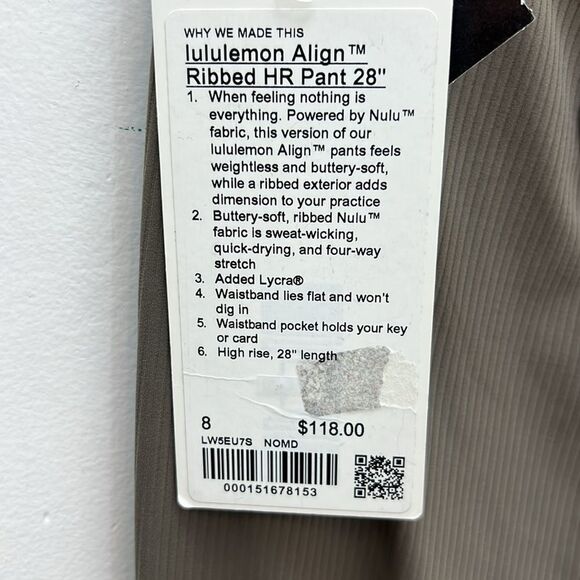 WHY WE MADE THIS
lululemon Align™
Ribbed HR Pant 28"
1. When feeling nothing is
everything. Powered by Nulu™
fabric, this version of our
lululemon Align™ pants feels
weightless and buttery-soft,
while a ribbed exterior adds
dimension to your practice
2. Buttery-soft, ribbed Nulu™
fabric is sweat-wicking,
quick-drying, and four-way
stretch
3. Added Lycra®
4. Waistband lies flat and won't
dig in
5. Waistband pocket holds your key
or card
6. High rise, 28" length
8 $118.00
LW5EU7S NOMD
000151678153